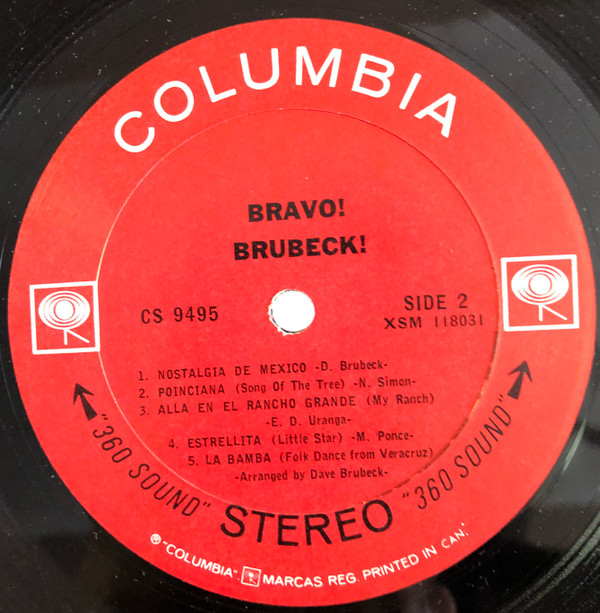 COLUMBIA
BRAVO!
BRUBECK!
CS 9495
SIDE 2
XSM 118031
1. NOSTALGIA DE MEXICO -D. Brubeck-
2. POINCIANA (Song Of The Tree) -N. Simon-
3. ALLA EN EL RANCHO GRANDE (My Ranch)
-E. D. Uranga-
4. ESTRELLITA (Little Star) -M. Ponce-
5. LA BAMBA (Folk Dance from Veracruz)
-Arranged by Dave Brubeck-
"360 SOUND" STEREO "360 SOUND"
℗ "COLUMBIA". MARCAS REG. PRINTED IN CAN.